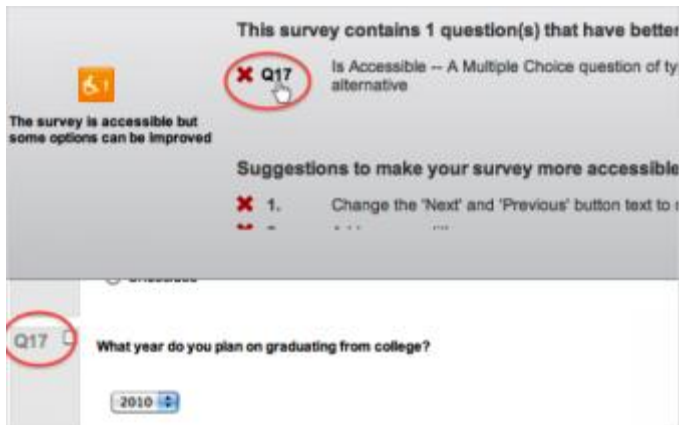 This survey contains 1 question(s) that have better
Q17 Is Accessible -- A Multiple Choice question of ty
alternative
The survey is accessible but
some options can be improved
Suggestions to make your survey more accessible
1. Change the 'Next' and 'Previous' button text to
Q17 What year do you plan on graduating from college?
2010